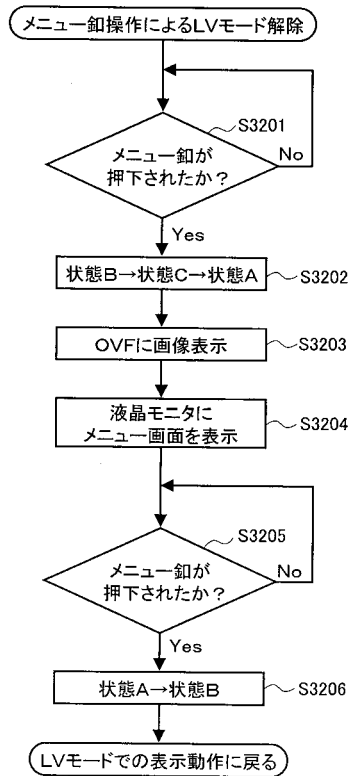 メニュー釦操作によるLVモード解除
S3201
メニュー釦が
押下されたか？
No
Yes
状態B→状態C→状態A
S3202
OVFに画像表示
S3203
液晶モニタに
メニュー画面を表示
S3204
S3205
メニュー釦が
押下されたか？
No
Yes
状態A→状態B
S3206
LVモードでの表示動作に戻る